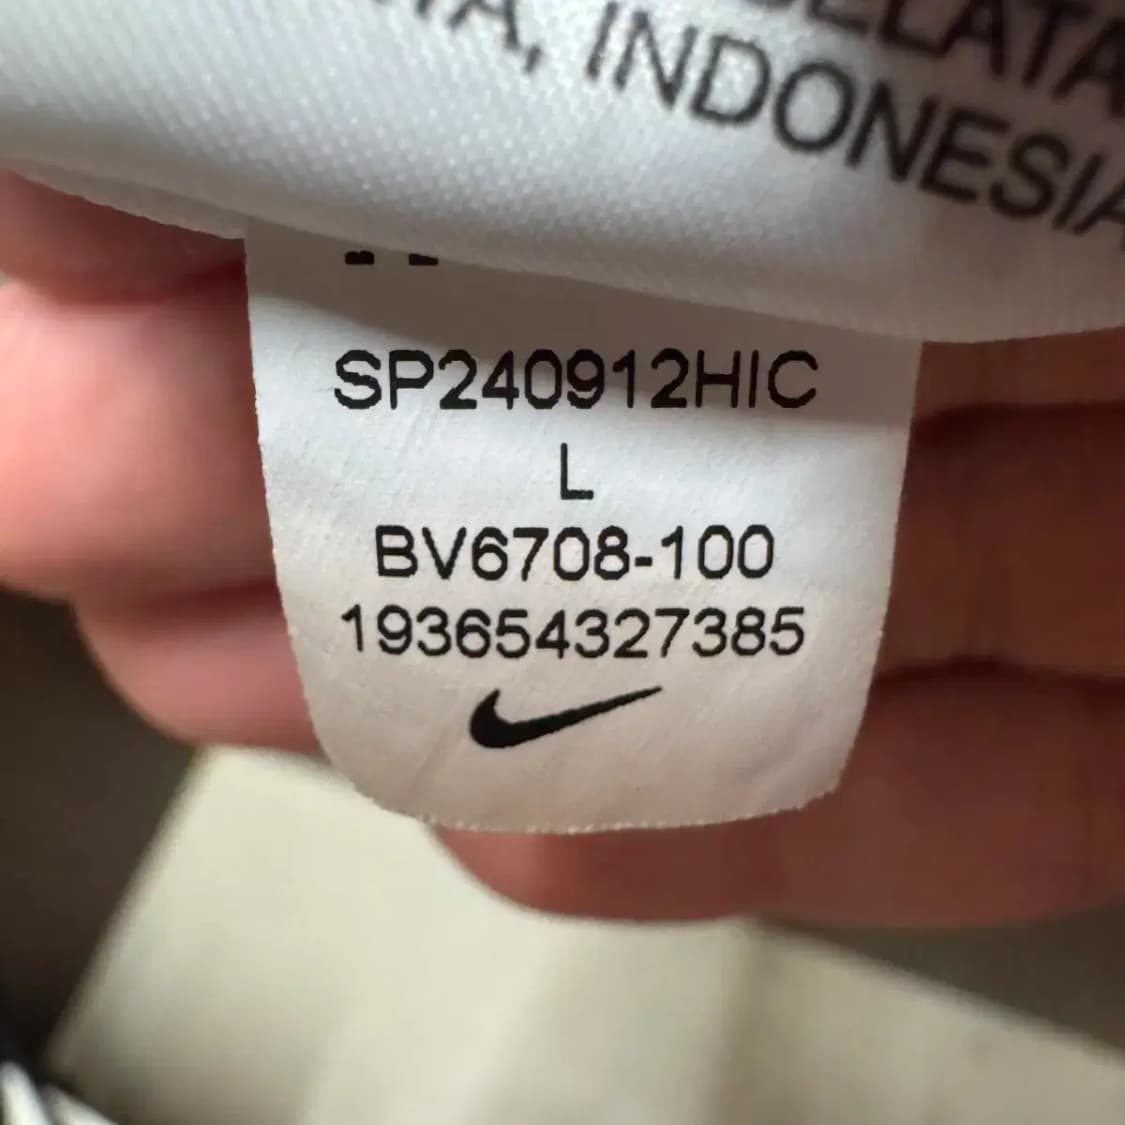 INDONESIA
SP240912HIC
L
BV6708-100
193654327385